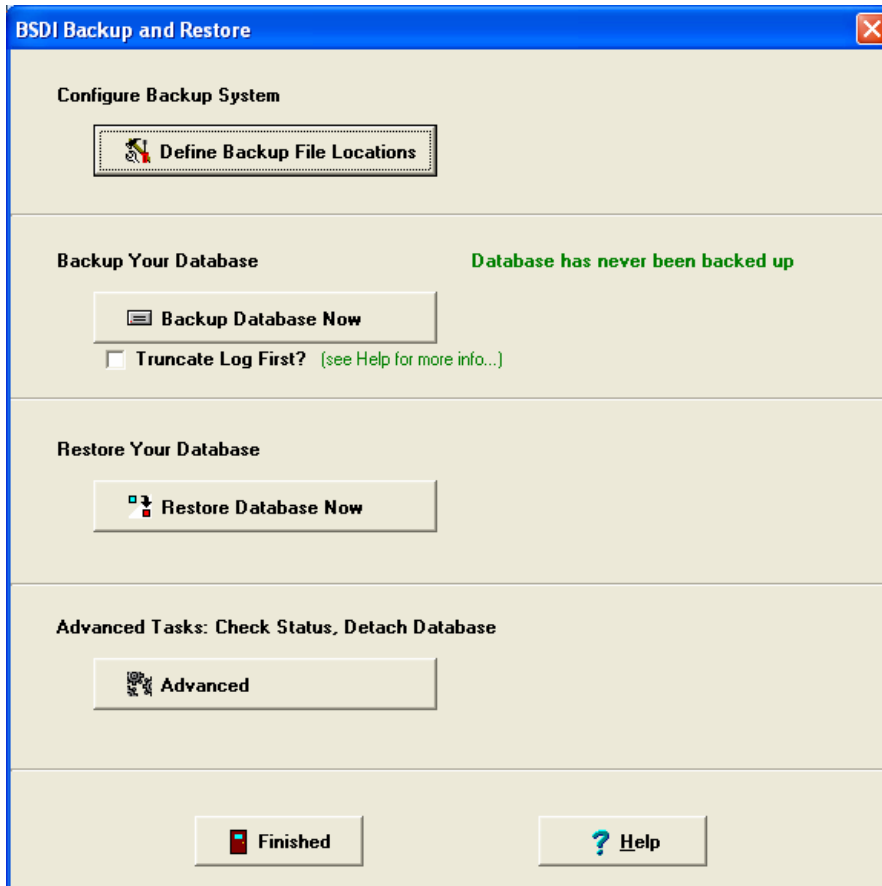 BSDI Backup and Restore
Configure Backup System
Define Backup File Locations
Backup Your Database
Database has never been backed up
Backup Database Now
Truncate Log First? (see Help for more info...)
Restore Your Database
Restore Database Now
Advanced Tasks: Check Status, Detach Database
Advanced
Finished
Help